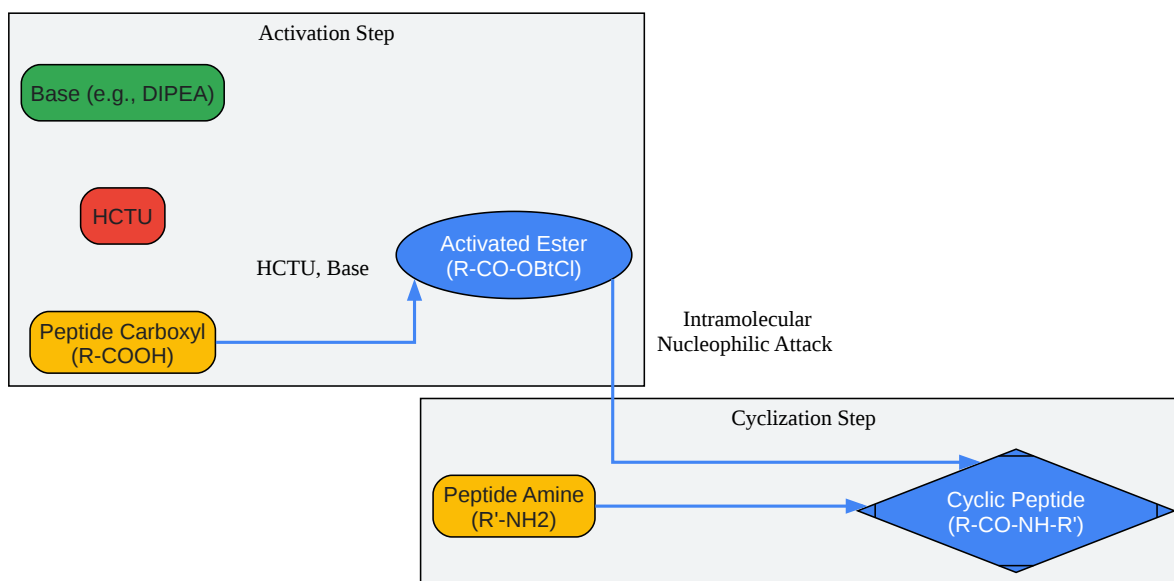 Activation Step
Base (e.g., DIPEA)
HCTU
HCTU, Base
Activated Ester
(R-CO-OBtCl)
Peptide Carboxyl
(R-COOH)
Intramolecular
Nucleophilic Attack
Cyclization Step
Peptide Amine
(R'-NH2)
Cyclic Peptide
(R-CO-NH-R')